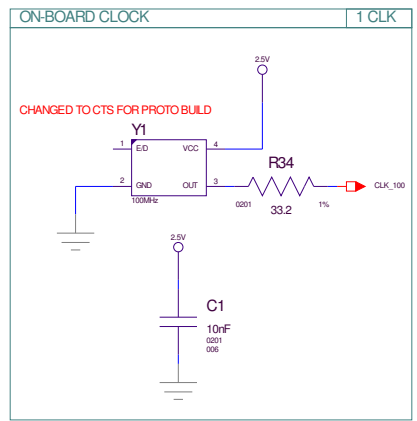 ON-BOARD CLOCK
1 CLK
2.5V
CHANGED TO CTS FOR PROTO BUILD
Y1
1 E/D VCC 4
2 GND OUT 3
100MHz
R34
0201 33.2 1%
CLK_100
2.5V
C1
10nF
0201
006